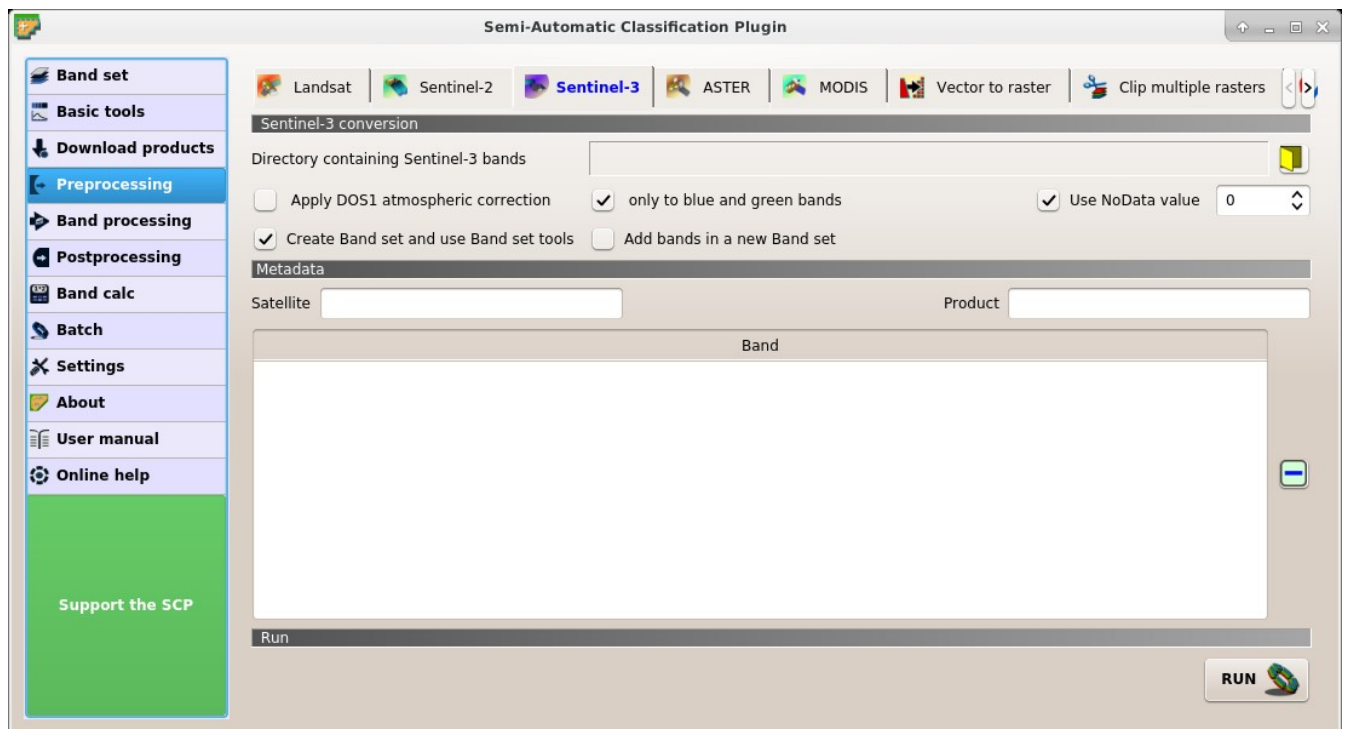 Semi-Automatic Classification Plugin
Band set
Basic tools
Download products
Preprocessing
Band processing
Postprocessing
Band calc
Batch
Settings
About
User manual
Online help
Support the SCP
Landsat Sentinel-2 Sentinel-3 ASTER MODIS Vector to raster Clip multiple rasters
Sentinel-3 conversion
Directory containing Sentinel-3 bands
Apply DOS1 atmospheric correction only to blue and green bands Use NoData value 0
Create Band set and use Band set tools Add bands in a new Band set
Metadata
Satellite Product
Band
Run
RUN